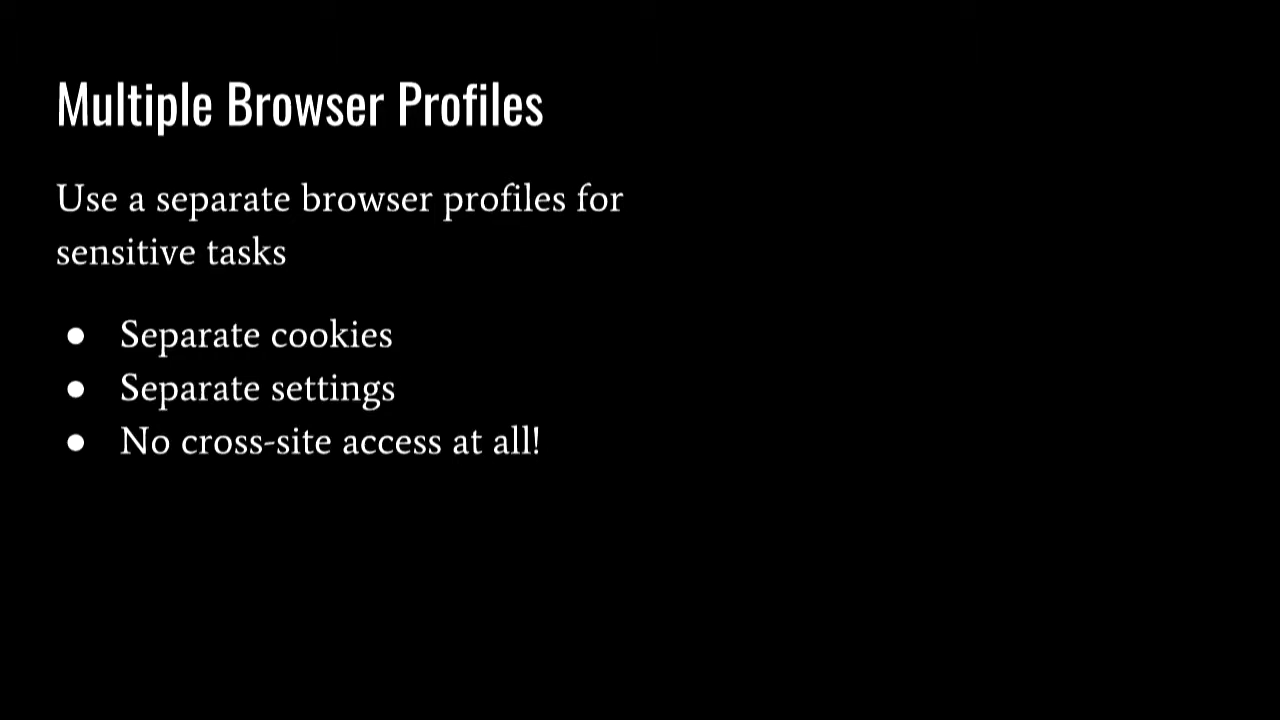 Multiple Browser Profiles
Use a separate browser profiles for
sensitive tasks
● Separate cookies
● Separate settings
● No cross-site access at all!